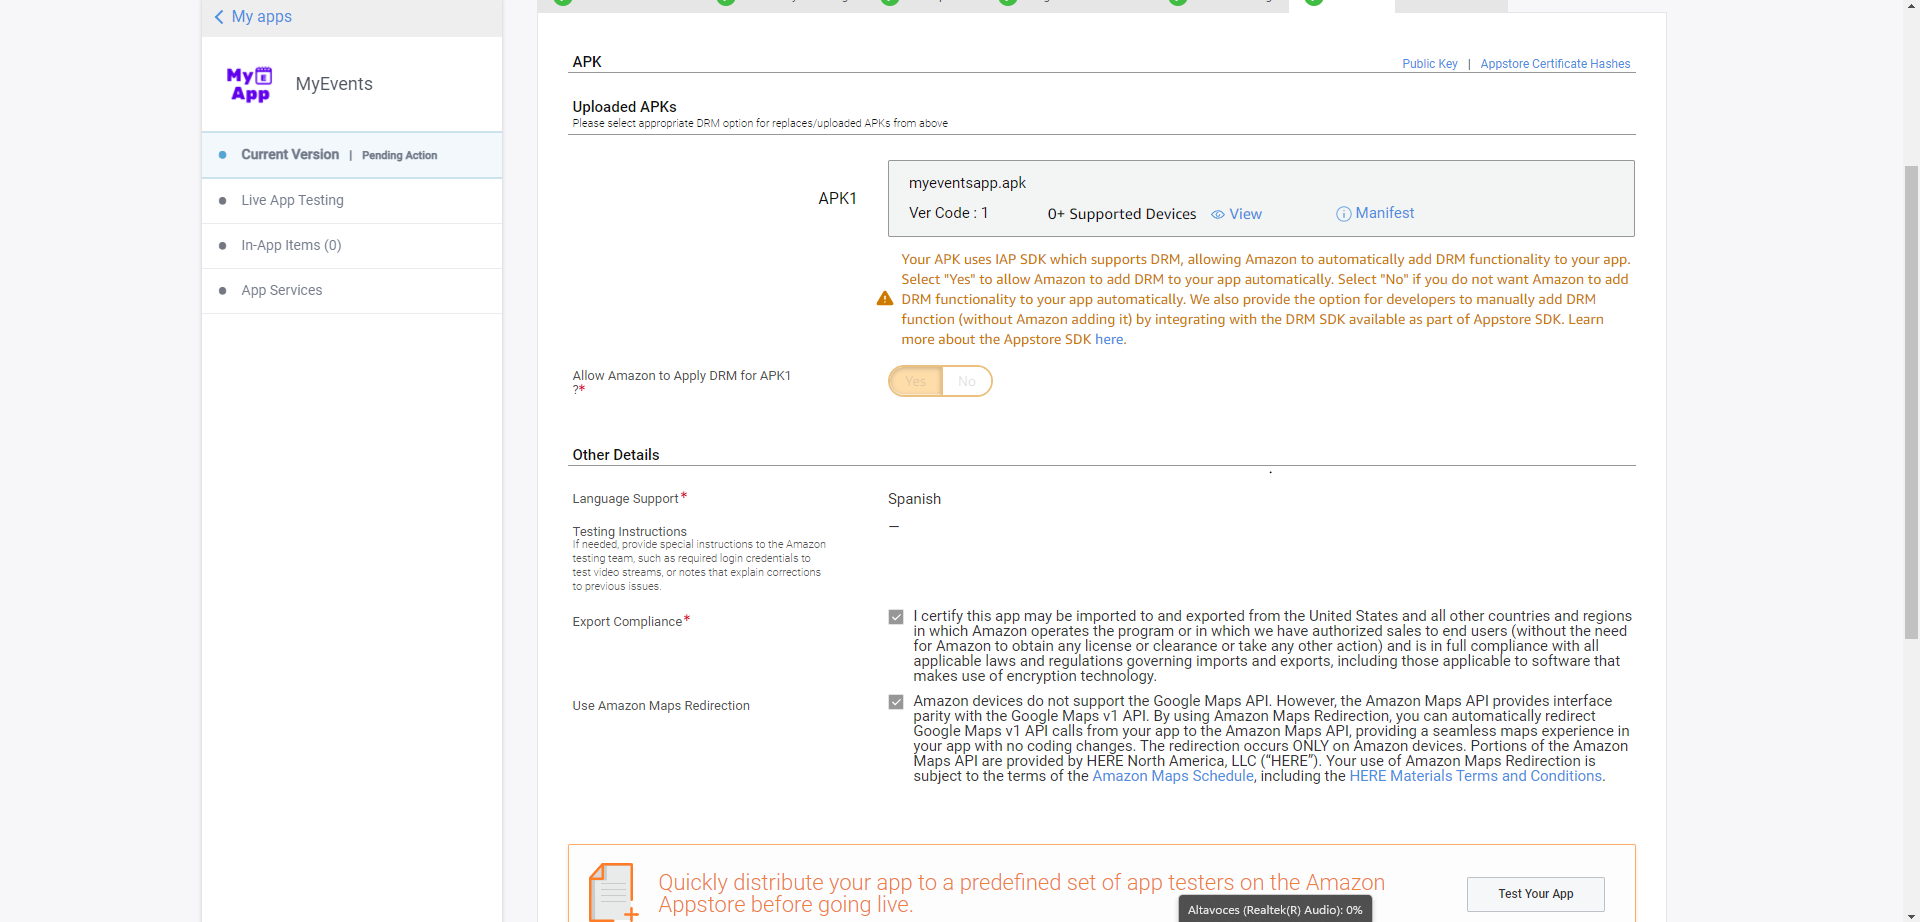 My apps
My
App
MyEvents
Current Version | Pending Action
Live App Testing
In-App Items (0)
App Services
APK
Public Key | Appstore Certificate Hashes
Uploaded APKs
Please select appropriate DRM option for replaces/uploaded APKs from above
APK1
myeventsapp.apk
Ver Code : 1
0+ Supported Devices
View
Manifest
Your APK uses IAP SDK which supports DRM, allowing Amazon to automatically add DRM functionality to your app.
Select "Yes" to allow Amazon to add DRM to your app automatically. Select "No" if you do not want Amazon to add
DRM functionality to your app automatically. We also provide the option for developers to manually add DRM
function (without Amazon adding it) by integrating with the DRM SDK available as part of Appstore SDK. Learn
more about the Appstore SDK here.
Allow Amazon to Apply DRM for APK1
?*
Yes No
Other Details
Language Support*
Spanish
Testing Instructions
—
If needed, provide special instructions to the Amazon
testing team, such as required login credentials to
test video streams, or notes that explain corrections
to previous issues.
Export Compliance*
I certify this app may be imported to and exported from the United States and all other countries and regions
in which Amazon operates the program or in which we have authorized sales to end users (without the need
for Amazon to obtain any license or clearance or take any other action) and is in full compliance with all
applicable laws and regulations governing imports and exports, including those applicable to software that
makes use of encryption technology.
Use Amazon Maps Redirection
Amazon devices do not support the Google Maps API. However, the Amazon Maps API provides interface
parity with the Google Maps v1 API. By using Amazon Maps Redirection, you can automatically redirect
Google Maps v1 API calls from your app to the Amazon Maps API, providing a seamless maps experience in
your app with no coding changes. The redirection occurs ONLY on Amazon devices. Portions of the Amazon
Maps API are provided by HERE North America, LLC (“HERE”). Your use of Amazon Maps Redirection is
subject to the terms of the Amazon Maps Schedule, including the HERE Materials Terms and Conditions.
Quickly distribute your app to a predefined set of app testers on the Amazon
Appstore before going live.
Test Your App
Altavoces (Realtek(R) Audio): 0%